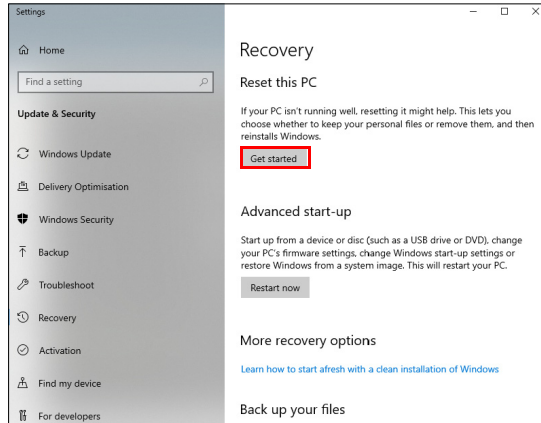 Settings
Home
Find a setting
Update & Security
Windows Update
Delivery Optimisation
Windows Security
Backup
Troubleshoot
Recovery
Activation
Find my device
For developers
Recovery
Reset this PC
If your PC isn't running well, resetting it might help. This lets you
choose whether to keep your personal files or remove them, and then
reinstalls Windows.
Get started
Advanced start-up
Start up from a device or disc (such as a USB drive or DVD), change
your PC's firmware settings, change Windows start-up settings or
restore Windows from a system image. This will restart your PC.
Restart now
More recovery options
Learn how to start afresh with a clean installation of Windows
Back up your files